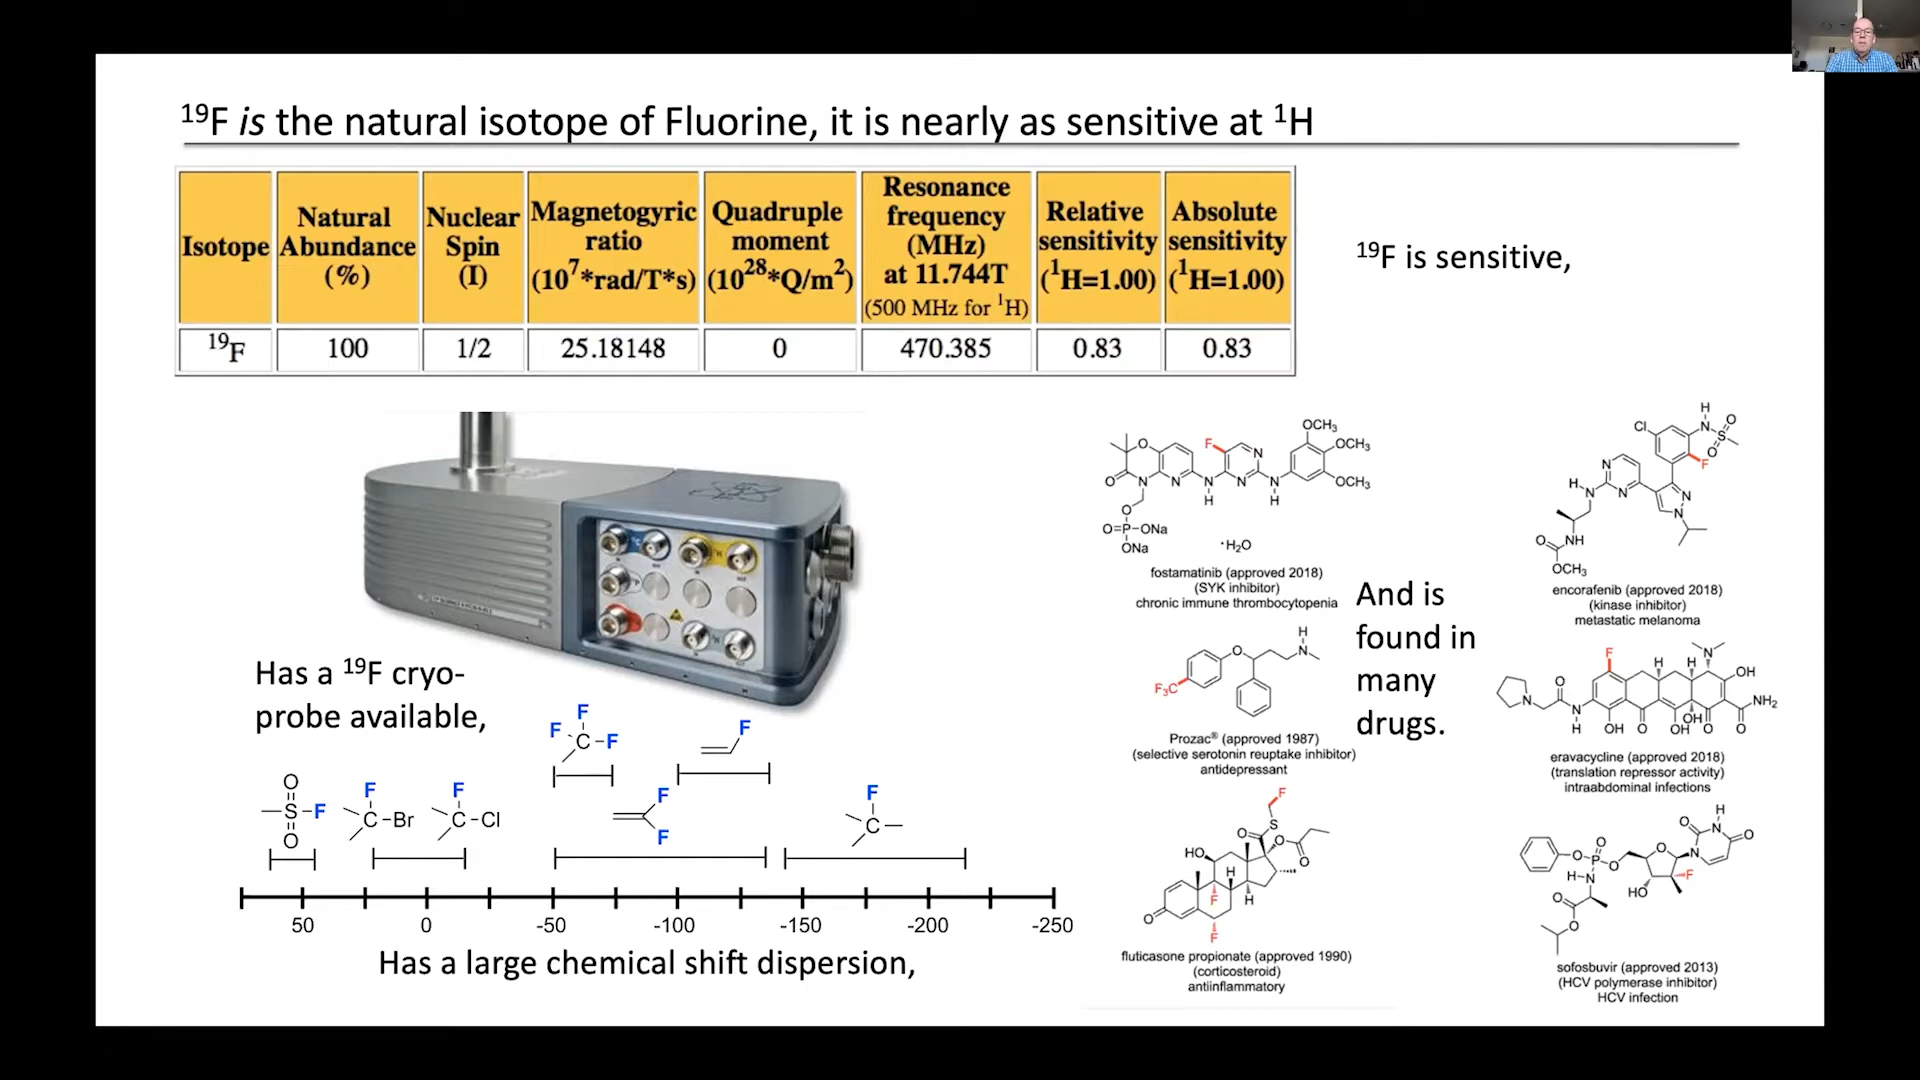 19F is the natural isotope of Fluorine, it is nearly as sensitive at 1H
Isotope
Natural
Abundance
(%)
Nuclear
Spin
(I)
Magnetogyric
ratio
(10^7*rad/T*s)
Quadruple
moment
(10^28*Q/m^2)
Resonance
frequency
(MHz)
at 11.744T
(500 MHz for 1H)
Relative
sensitivity
(1H=1.00)
Absolute
sensitivity
(1H=1.00)
19F 100 1/2 25.18148 0 470.385 0.83 0.83
19F is sensitive,
Has a 19F cryo-
probe available,
F
F C-F
F
F
F
F
O
S-F
O
F
C-Br
F
C-Cl
F
C
50 0 -50 -100 -150 -200 -250
Has a large chemical shift dispersion,
OCH3
OCH3
OCH3
F
N
N
N
N
O
O
N
H
N
H
O
O=P-ONa
ONa
·H2O
fostamatinib (approved 2018)
(SYK inhibitor)
chronic immune thrombocytopenia
H
N
O
F3C
Prozac® (approved 1987)
(selective serotonin reuptake inhibitor)
antidepressant
F
S
O
O
O
HO
H
F
H
H
O
F
fluticasone propionate (approved 1990)
(corticosteroid)
antiinflammatory
And is
found in
many
drugs.
H
Cl
N
O
S
O
F
N
N
H
N
N
N
O
NH
OCH3
encorafenib (approved 2018)
(kinase inhibitor)
metastatic melanoma
F
H
H
N
OH
O
N
N
H
OH
O
OH
OH
O
O
NH2
eravacycline (approved 2018)
(translation repressor activity)
intraabdominal infections
H
O
N
O
N
O
O
P
O
O
H-N
HO
F
O
O
sofosbuvir (approved 2013)
(HCV polymerase inhibitor)
HCV infection